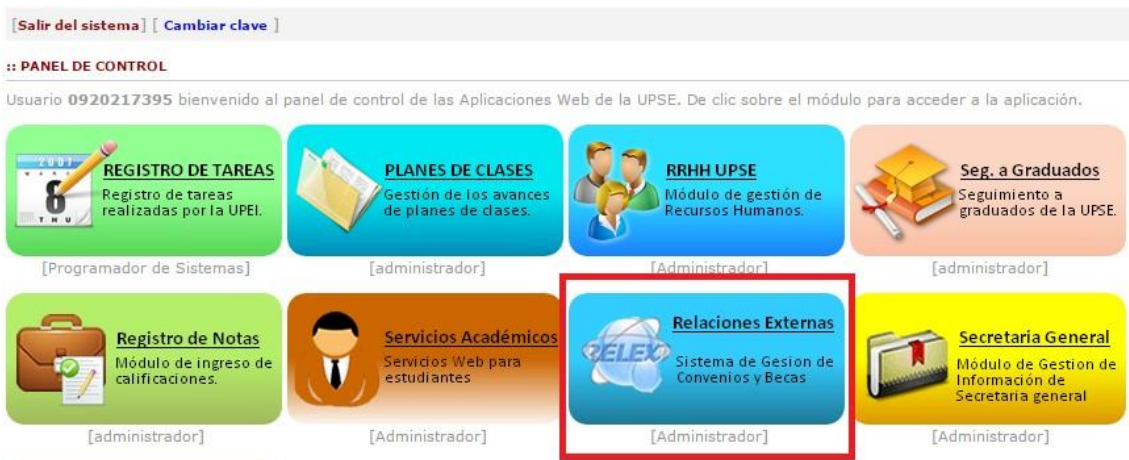 [Salir del sistema] [ Cambiar clave ]
:: PANEL DE CONTROL
Usuario 0920217395 bienvenido al panel de control de las Aplicaciones Web de la UPSE. De clic sobre el módulo para acceder a la aplicación.
2007
MARCH
8
THU
REGISTRO DE TAREAS
Registro de tareas
realizadas por la UPEI.
[Programador de Sistemas]
PLANES DE CLASES
Gestión de los avances
de planes de clases.
[administrador]
RRHH UPSE
Módulo de gestión de
Recursos Humanos.
[Administrador]
Seg. a Graduados
Seguimiento a
graduados de la UPSE.
[administrador]
Registro de Notas
Módulo de ingreso de
calificaciones.
[administrador]
Servicios Académicos
Servicios Web para
estudiantes
[Administrador]
RELEX
Relaciones Externas
Sistema de Gesion de
Convenios y Becas
[Administrador]
Secretaria General
Módulo de Gestion de
Información de
Secretaria general
[Administrador]